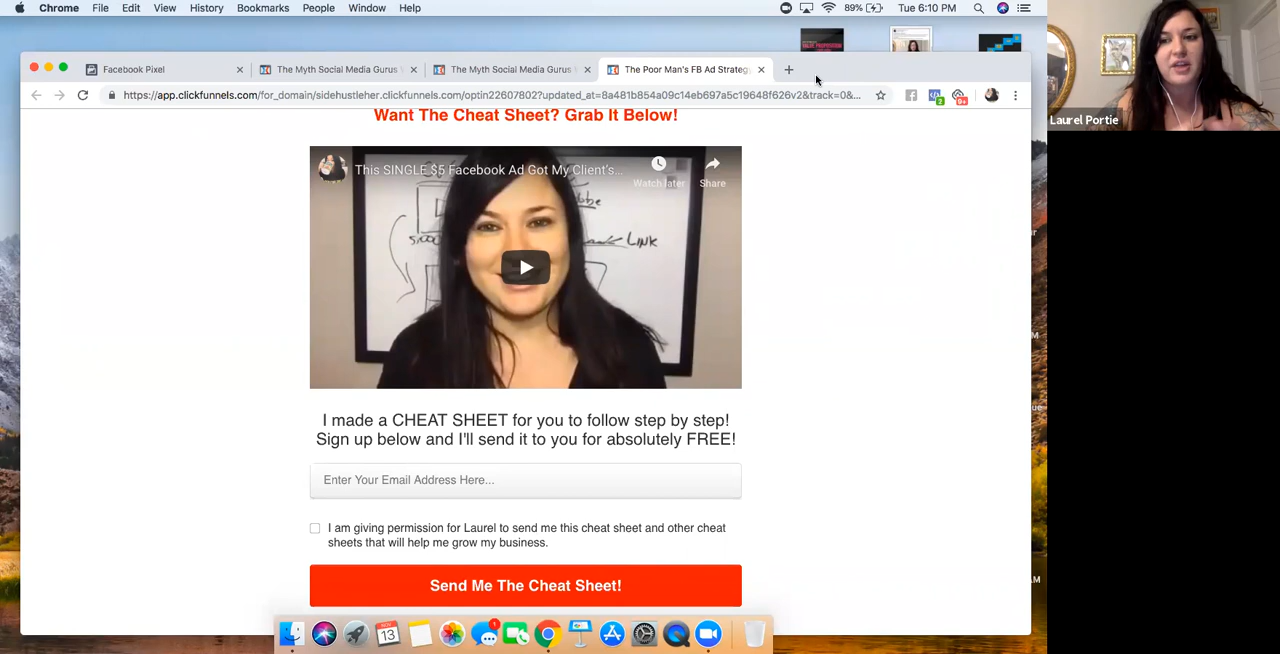 Chrome File Edit View History Bookmarks People Window Help
89% Tue 6:10 PM
Facebook Pixel
The Myth Social Media Gurus
The Myth Social Media Gurus
The Poor Man's FB Ad Strateg
https://app.clickfunnels.com/for_domain/sidehustleher.clickfunnels.com/optin22607802?updated_at=8a481b854a09c14eb697a5c19648f626v2&track=0&...
2
9+
Laurel Portie
Want The Cheat Sheet? Grab It Below!
This SINGLE $5 Facebook Ad Got My Client's...
Watch later
Share
LINK
I made a CHEAT SHEET for you to follow step by step!
Sign up below and I'll send it to you for absolutely FREE!
Enter Your Email Address Here...
I am giving permission for Laurel to send me this cheat sheet and other cheat
sheets that will help me grow my business.
Send Me The Cheat Sheet!
NOV
13
1